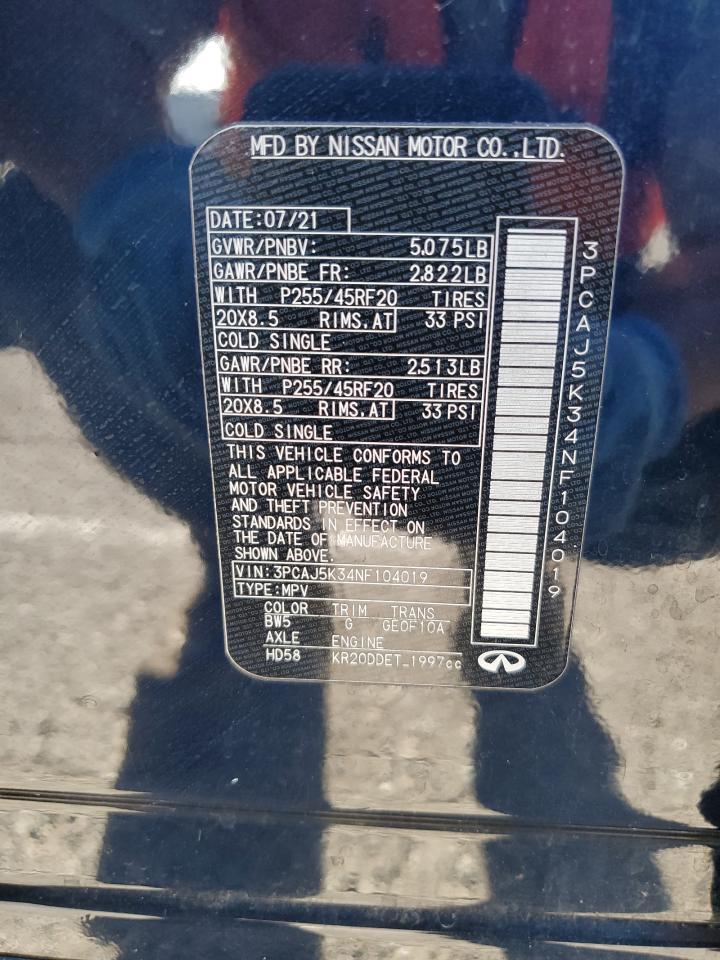 MFD BY NISSAN MOTOR CO.,LTD.
DATE:07/21
GVWR/PNBV: 5,075LB
GAWR/PNBE FR: 2,822LB
WITH P255/45RF20 TIRES
20X8.5 RIMS,AT 33 PSI
COLD SINGLE
GAWR/PNBE RR: 2,513LB
WITH P255/45RF20 TIRES
20X8.5 RIMS,AT 33 PSI
COLD SINGLE
THIS VEHICLE CONFORMS TO
ALL APPLICABLE FEDERAL
MOTOR VEHICLE SAFETY
AND THEFT PREVENTION
STANDARDS IN EFFECT ON
THE DATE OF MANUFACTURE
SHOWN ABOVE.
VIN:3PCAJ5K34NF104019
TYPE:MPV
COLOR TRIM TRANS
BW5 G GE0F10A
AXLE ENGINE
HD58 KR20DDET_1997cc
3PCAJ5K34NF104019